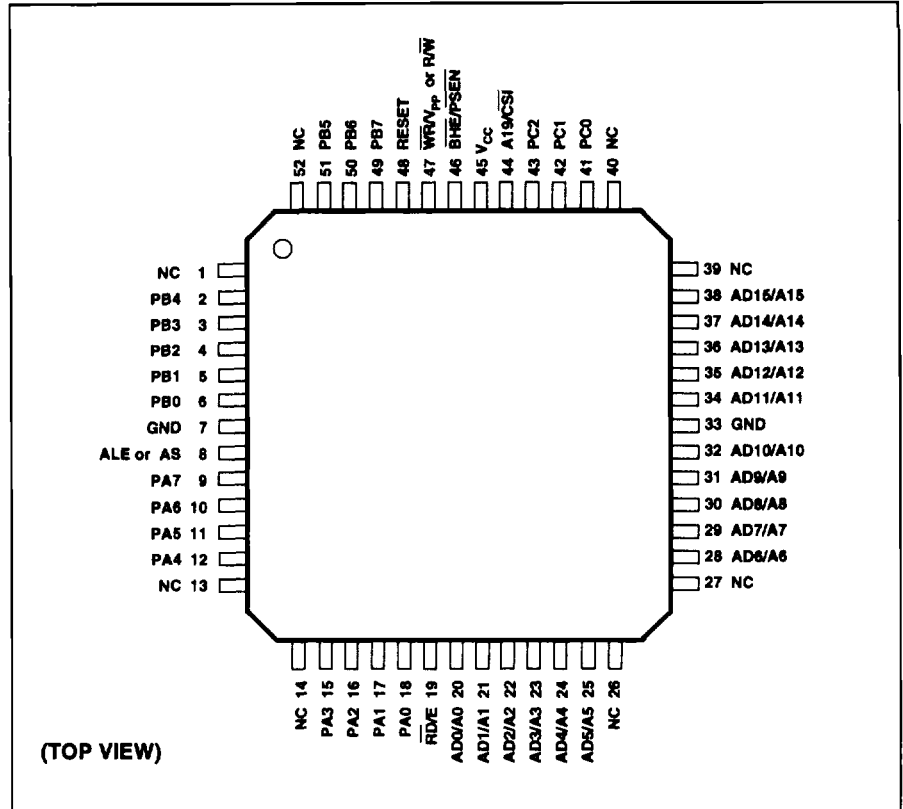 52 NC
51 PB5
50 PB6
49 PB7
48 RESET
47 W̅R̅/VPP or R/W̅
46 B̅H̅E̅/P̅S̅E̅N̅
45 VCC
44 A19/C̅S̅I̅
43 PC2
42 PC1
41 PC0
40 NC
NC 1
PB4 2
PB3 3
PB2 4
PB1 5
PB0 6
GND 7
ALE or AS 8
PA7 9
PA6 10
PA5 11
PA4 12
NC 13
39 NC
38 AD15/A15
37 AD14/A14
36 AD13/A13
35 AD12/A12
34 AD11/A11
33 GND
32 AD10/A10
31 AD9/A9
30 AD8/A8
29 AD7/A7
28 AD6/A6
27 NC
NC 14
PA3 15
PA2 16
PA1 17
PA0 18
R̅D̅/E 19
AD0/A0 20
AD1/A1 21
AD2/A2 22
AD3/A3 23
AD4/A4 24
AD5/A5 25
NC 26
(TOP VIEW)